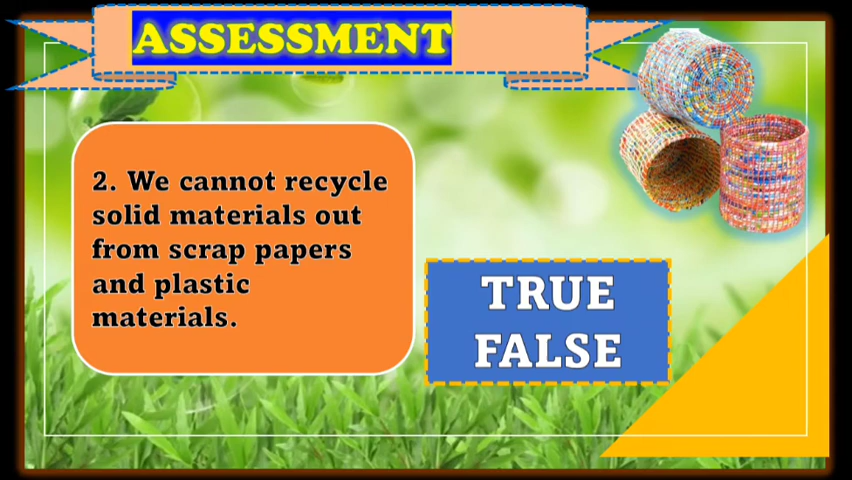 ASSESSMENT
2. We cannot recycle
solid materials out
from scrap papers
and plastic
materials.
TRUE
FALSE